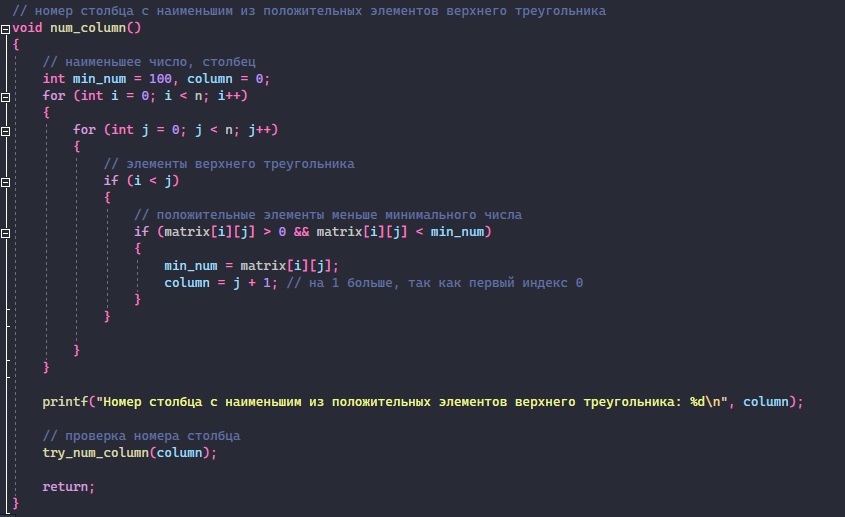 // номер столбца с наименьшим из положительных элементов верхнего треугольника
void num_column()
{
    // наименьшее число, столбец
    int min_num = 100, column = 0;
    for (int i = 0; i < n; i++)
    {
        for (int j = 0; j < n; j++)
        {
            // элементы верхнего треугольника
            if (i < j)
            {
                // положительные элементы меньше минимального числа
                if (matrix[i][j] > 0 && matrix[i][j] < min_num)
                {
                    min_num = matrix[i][j];
                    column = j + 1; // на 1 больше, так как первый индекс 0
                }
            }

        }
    }

    printf("Номер столбца с наименьшим из положительных элементов верхнего треугольника: %d\n", column);

    // проверка номера столбца
    try_num_column(column);

    return;
}